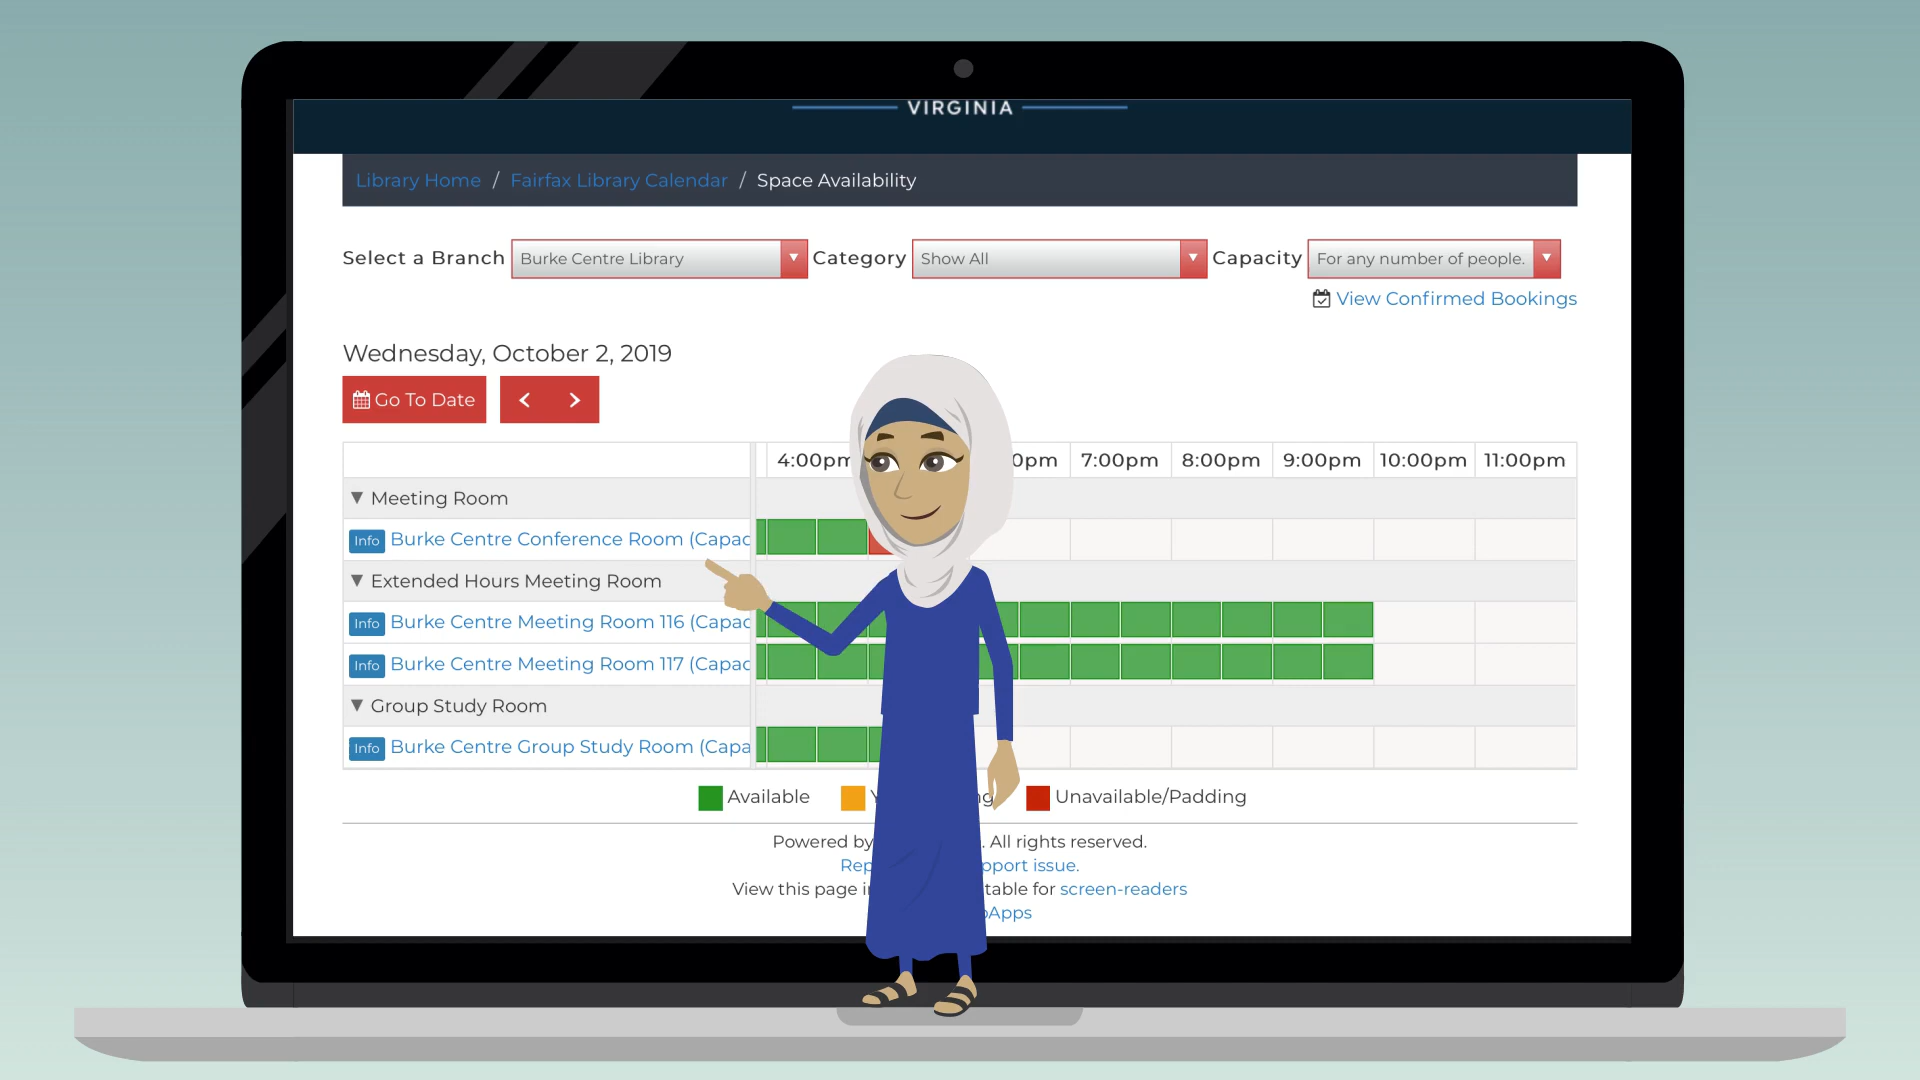 VIRGINIA
Library Home / Fairfax Library Calendar / Space Availability
Select a Branch Burke Centre Library Category Show All Capacity For any number of people.
View Confirmed Bookings
Wednesday, October 2, 2019
Go To Date < >
4:00pm 0pm 7:00pm 8:00pm 9:00pm 10:00pm 11:00pm
Meeting Room
Info Burke Centre Conference Room (Capac
Extended Hours Meeting Room
Info Burke Centre Meeting Room 116 (Capac
Info Burke Centre Meeting Room 117 (Capac
Group Study Room
Info Burke Centre Group Study Room (Capa
Available Unavailable/Padding
Powered by . All rights reserved.
Rep pport issue.
View this page in table for screen-readers
Apps